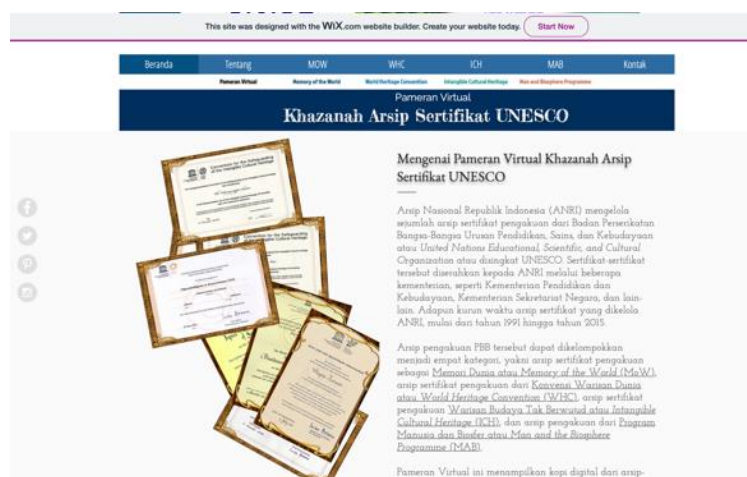 This site was designed with the WiX.com website builder. Create your website today. Start Now
Beranda Tentang MOW WHC ICH MAB Kontak
Pameran Virtual Memory of the World World Heritage Convention Intangible Cultural Heritage Man and Biosphere Programme
Pameran Virtual
Khazanah Arsip Sertifikat UNESCO
Convention for the Safeguarding
of the Intangible Cultural Heritage
Mengenai Pameran Virtual Khazanah Arsip
Sertifikat UNESCO
Arsip Nasional Republik Indonesia (ANRI) mengelola
sejumlah arsip sertifikat pengakuan dari Badan Perserikatan
Bangsa-Bangsa Urusan Pendidikan, Sains, dan Kebudayaan
atau United Nations Educational, Scientific, and Cultural
Organization atau disingkat UNESCO. Sertifikat-sertifikat
tersebut diserahkan kepada ANRI melalui beberapa
kementerian, seperti Kementerian Pendidikan dan
Kebudayaan, Kementerian Sekretariat Negara, dan lain-
lain. Adapun kurun waktu arsip sertifikat yang dikelola
ANRI, mulai dari tahun 1991 hingga tahun 2015.
Arsip pengakuan PBB tersebut dapat dikelompokkan
menjadi empat kategori, yakni arsip sertifikat pengakuan
sebagai Memori Dunia atau Memory of the World (MoW),
arsip sertifikat pengakuan dari Konvensi Warisan Dunia
atau World Heritage Convention (WHC), arsip sertifikat
pengakuan Warisan Budaya Tak Berwujud atau Intangible
Cultural Heritage (ICH), dan arsip pengakuan dari Program
Manusia dan Biosfer atau Man and the Biosphere
Programme (MAB).
Pameran Virtual ini menampilkan kopi digital dari arsip-